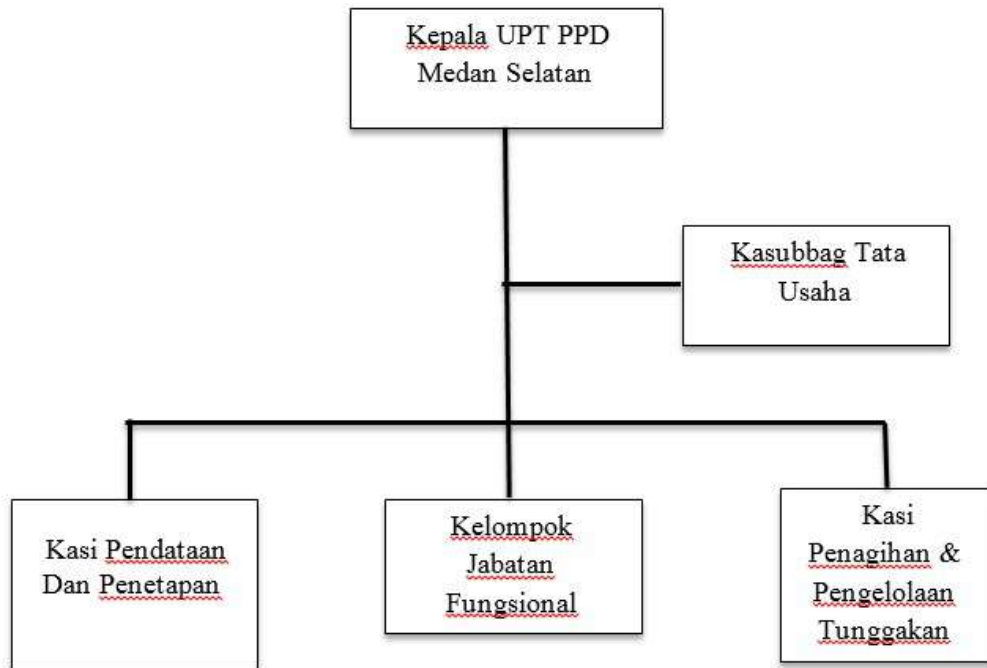 Kepala UPT PPD
Medan Selatan
Kasubbag Tata
Usaha
Kasi Pendataan
Dan Penetapan
Kelompok
Jabatan
Fungsional
Kasi
Penagihan &
Pengelolaan
Tunggakan